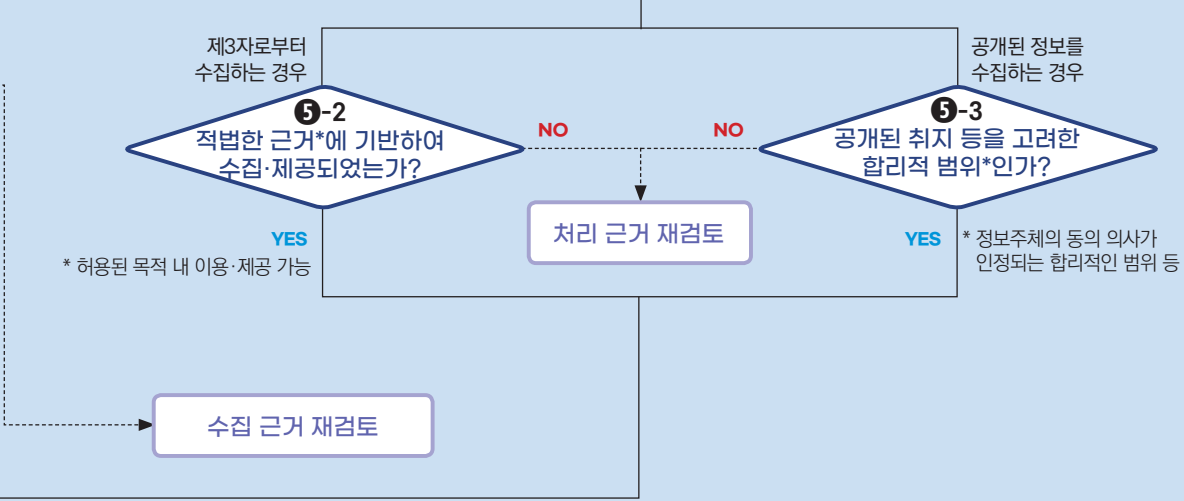 제3자로부터
수집하는 경우
❺-2
적법한 근거*에 기반하여
수집·제공되었는가?
공개된 정보를
수집하는 경우
❺-3
공개된 취지 등을 고려한
합리적 범위*인가?
NO
NO
처리 근거 재검토
YES
* 허용된 목적 내 이용·제공 가능
YES
* 정보주체의 동의 의사가
인정되는 합리적인 범위 등
수집 근거 재검토